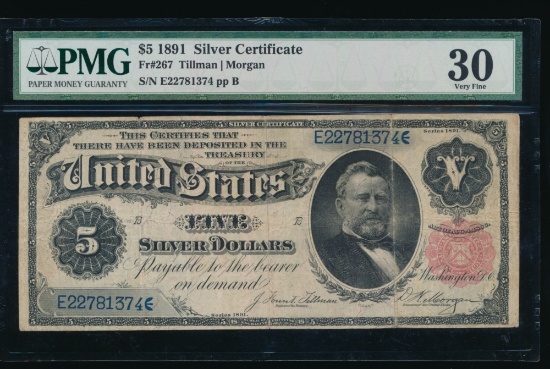 PMG
PAPER MONEY GUARANTY
$5 1891 Silver Certificate
Fr#267 Tillman | Morgan
S/N E22781374 pp B
30
Very Fine
SILVER CERTIFICATE
THIS CERTIFIES THAT
THERE HAVE BEEN DEPOSITED IN THE
TREASURY
OF THE
E22781374
Series 1891.
United States
V
B
FIVE
B
5
SILVER DOLLARS
Payable to the bearer
on demand
Washington, D.C.
E22781374
Series 1891.